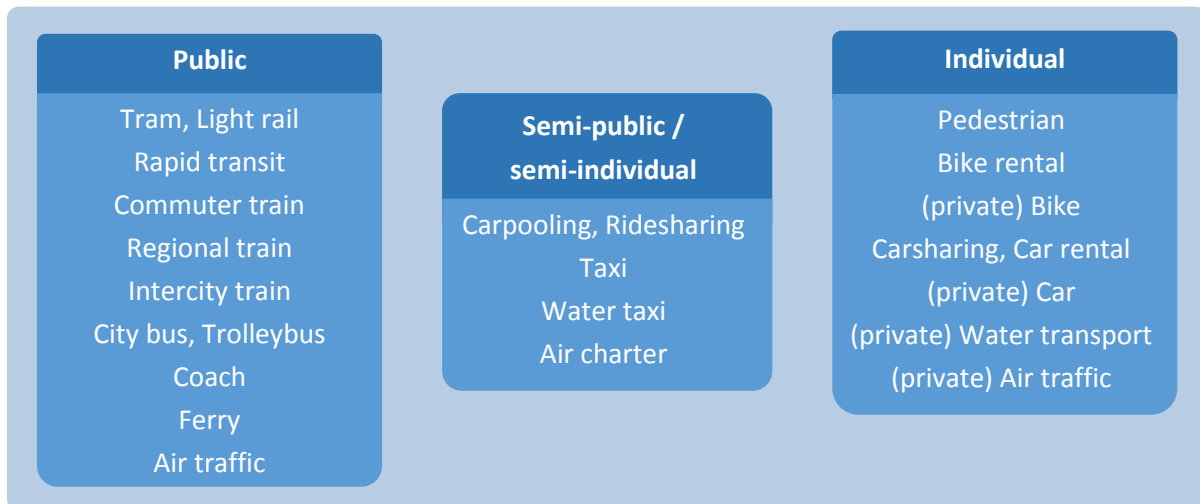 Public
Tram, Light rail
Rapid transit
Commuter train
Regional train
Intercity train
City bus, Trolleybus
Coach
Ferry
Air traffic
Semi-public /
semi-individual
Carpooling, Ridesharing
Taxi
Water taxi
Air charter
Individual
Pedestrian
Bike rental
(private) Bike
Carsharing, Car rental
(private) Car
(private) Water transport
(private) Air traffic